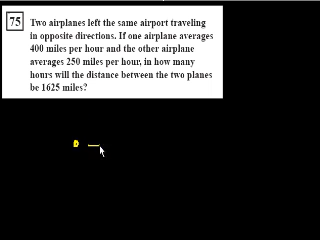 75 Two airplanes left the same airport traveling
in opposite directions. If one airplane averages
400 miles per hour and the other airplane
averages 250 miles per hour, in how many
hours will the distance between the two planes
be 1625 miles?